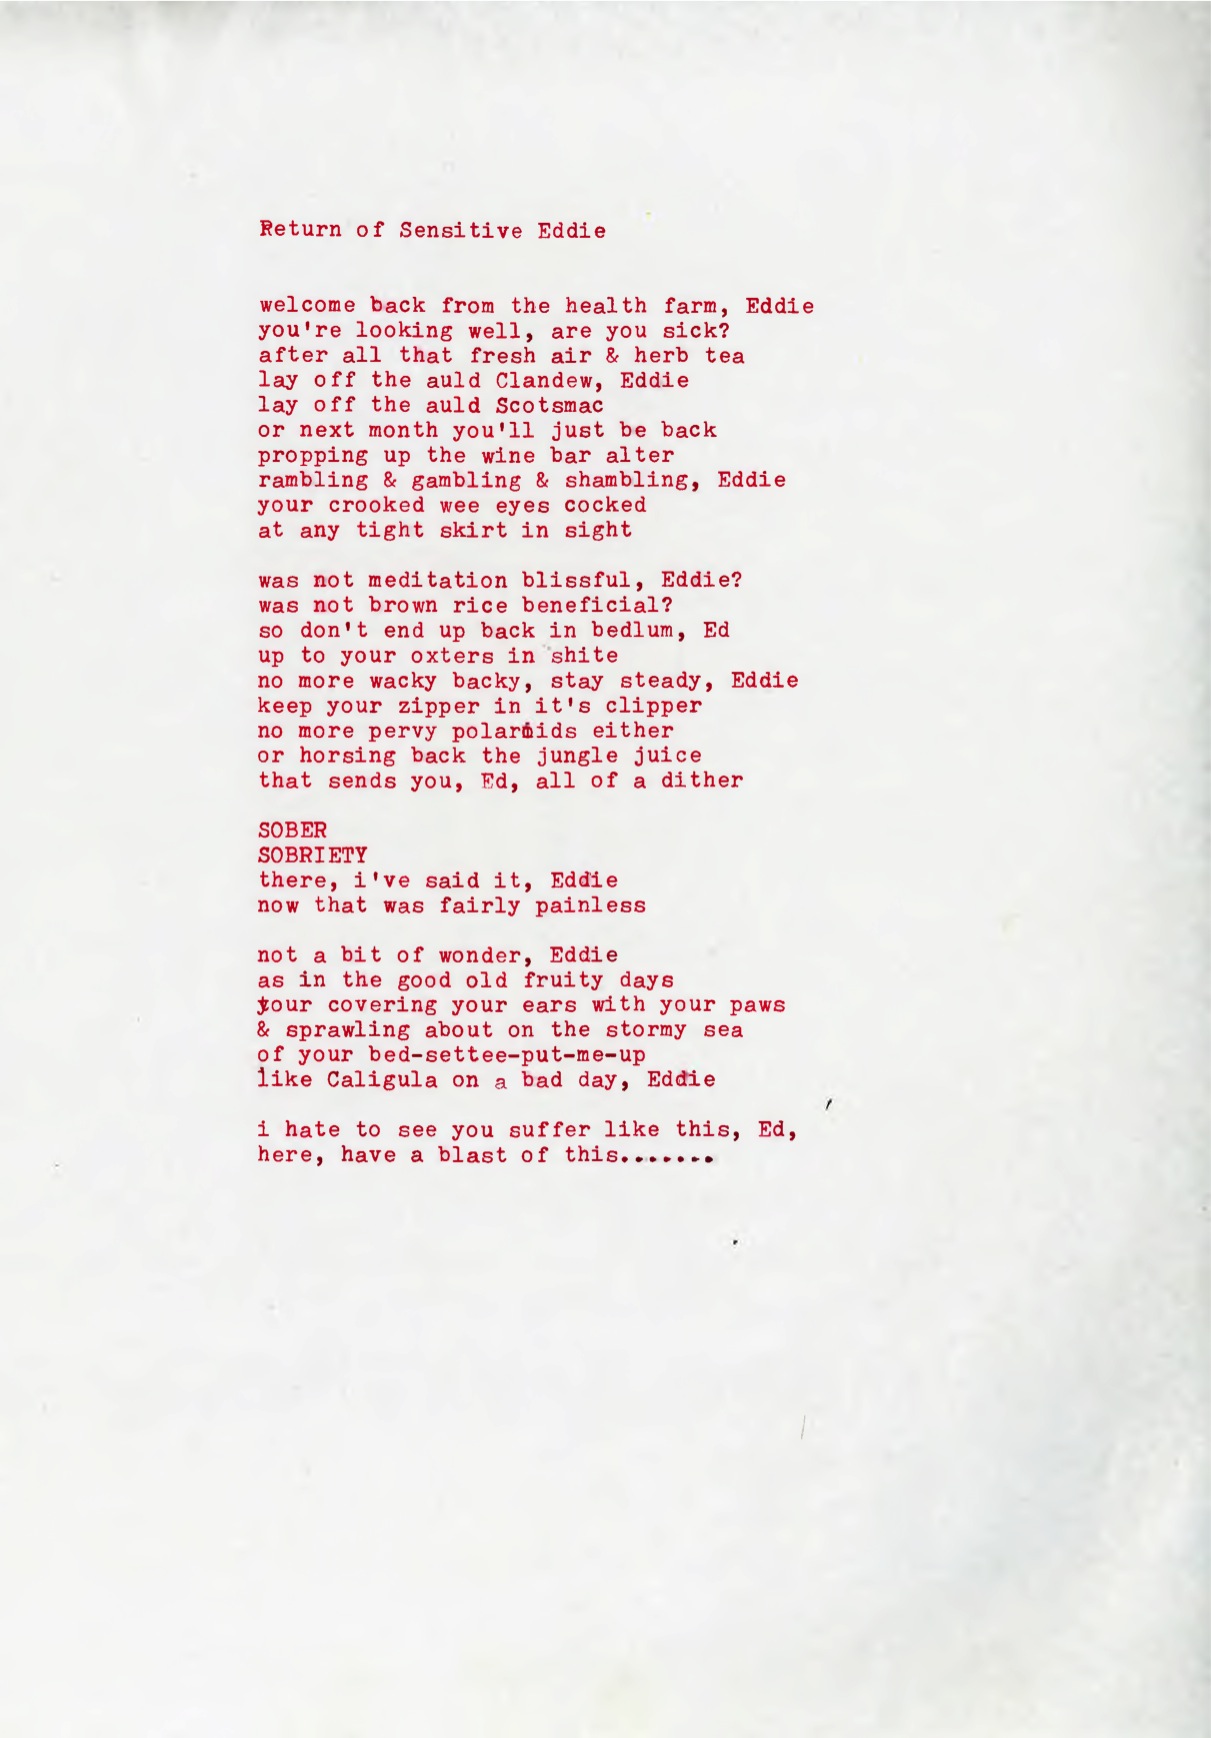 Return of Sensitive Eddie
welcome back from the health farm, Eddie
you're looking well, are you sick?
after all that fresh air & herb tea
lay off the auld Clandew, Eddie
lay off the auld Scotsmac
or next month you'll just be back
propping up the wine bar alter
rambling & gambling & shambling, Eddie
your crooked wee eyes cocked
at any tight skirt in sight
was not meditation blissful, Eddie?
was not brown rice beneficial?
so don't end up back in bedlum, Ed
up to your oxters in shite
no more wacky backy, stay steady, Eddie
keep your zipper in it's clipper
no more pervy polaroids either
or horsing back the jungle juice
that sends you, Ed, all of a dither
SOBER
SOBRIETY
there, i've said it, Eddie
now that was fairly painless
not a bit of wonder, Eddie
as in the good old fruity days
your covering your ears with your paws
& sprawling about on the stormy sea
of your bed-settee-put-me-up
like Caligula on a bad day, Eddie
i hate to see you suffer like this, Ed,
here, have a blast of this.......